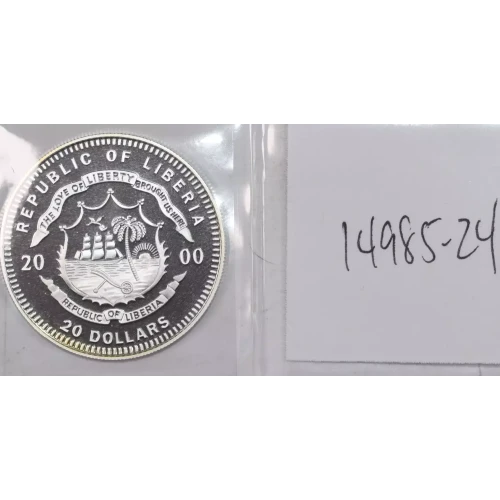 REPUBLIC OF LIBERIA
THE LOVE OF LIBERTY BROUGHT US HERE
20 00
REPUBLIC OF LIBERIA
20 DOLLARS
14985-24